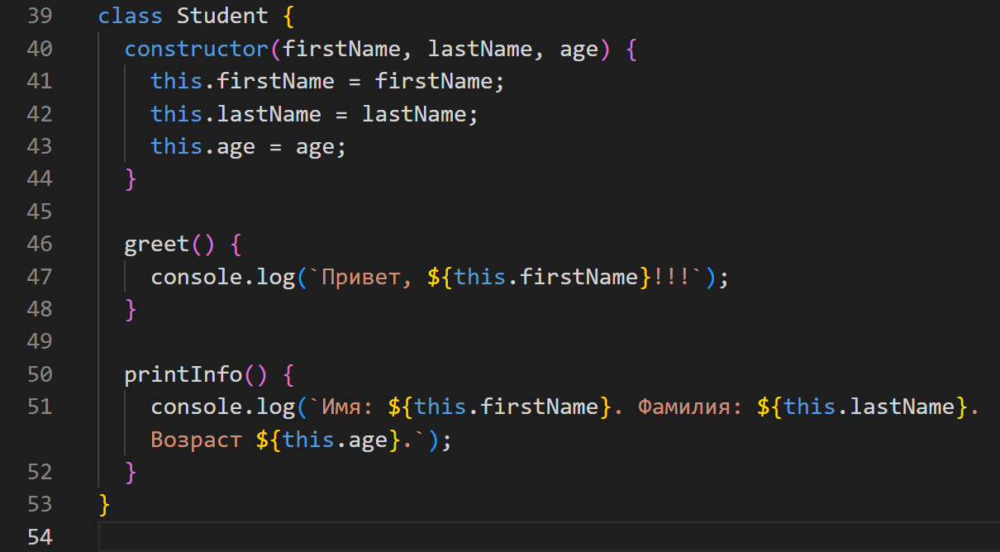 39 class Student {
40 constructor(firstName, lastName, age) {
41 this.firstName = firstName;
42 this.lastName = lastName;
43 this.age = age;
44 }
45
46 greet() {
47 console.log(`Привет, ${this.firstName}!!!`);
48 }
49
50 printInfo() {
51 console.log(`Имя: ${this.firstName}. Фамилия: ${this.lastName}.
Возраст ${this.age}.`);
52 }
53 }
54